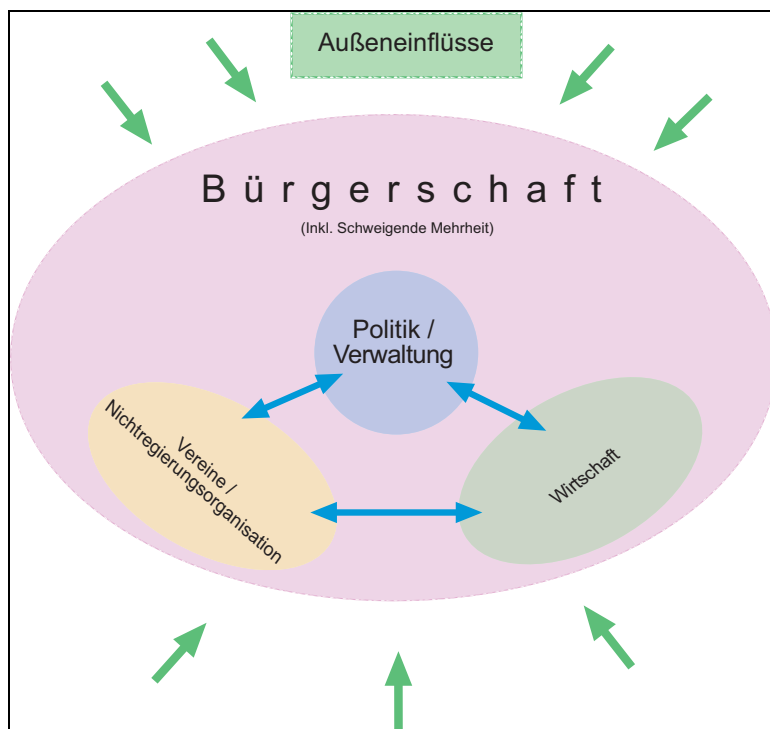 Außeneinflüsse
Bürgerschaft
(Inkl. Schweigende Mehrheit)
Politik /
Verwaltung
Vereine /
Nichtregierungsorganisation
Wirtschaft